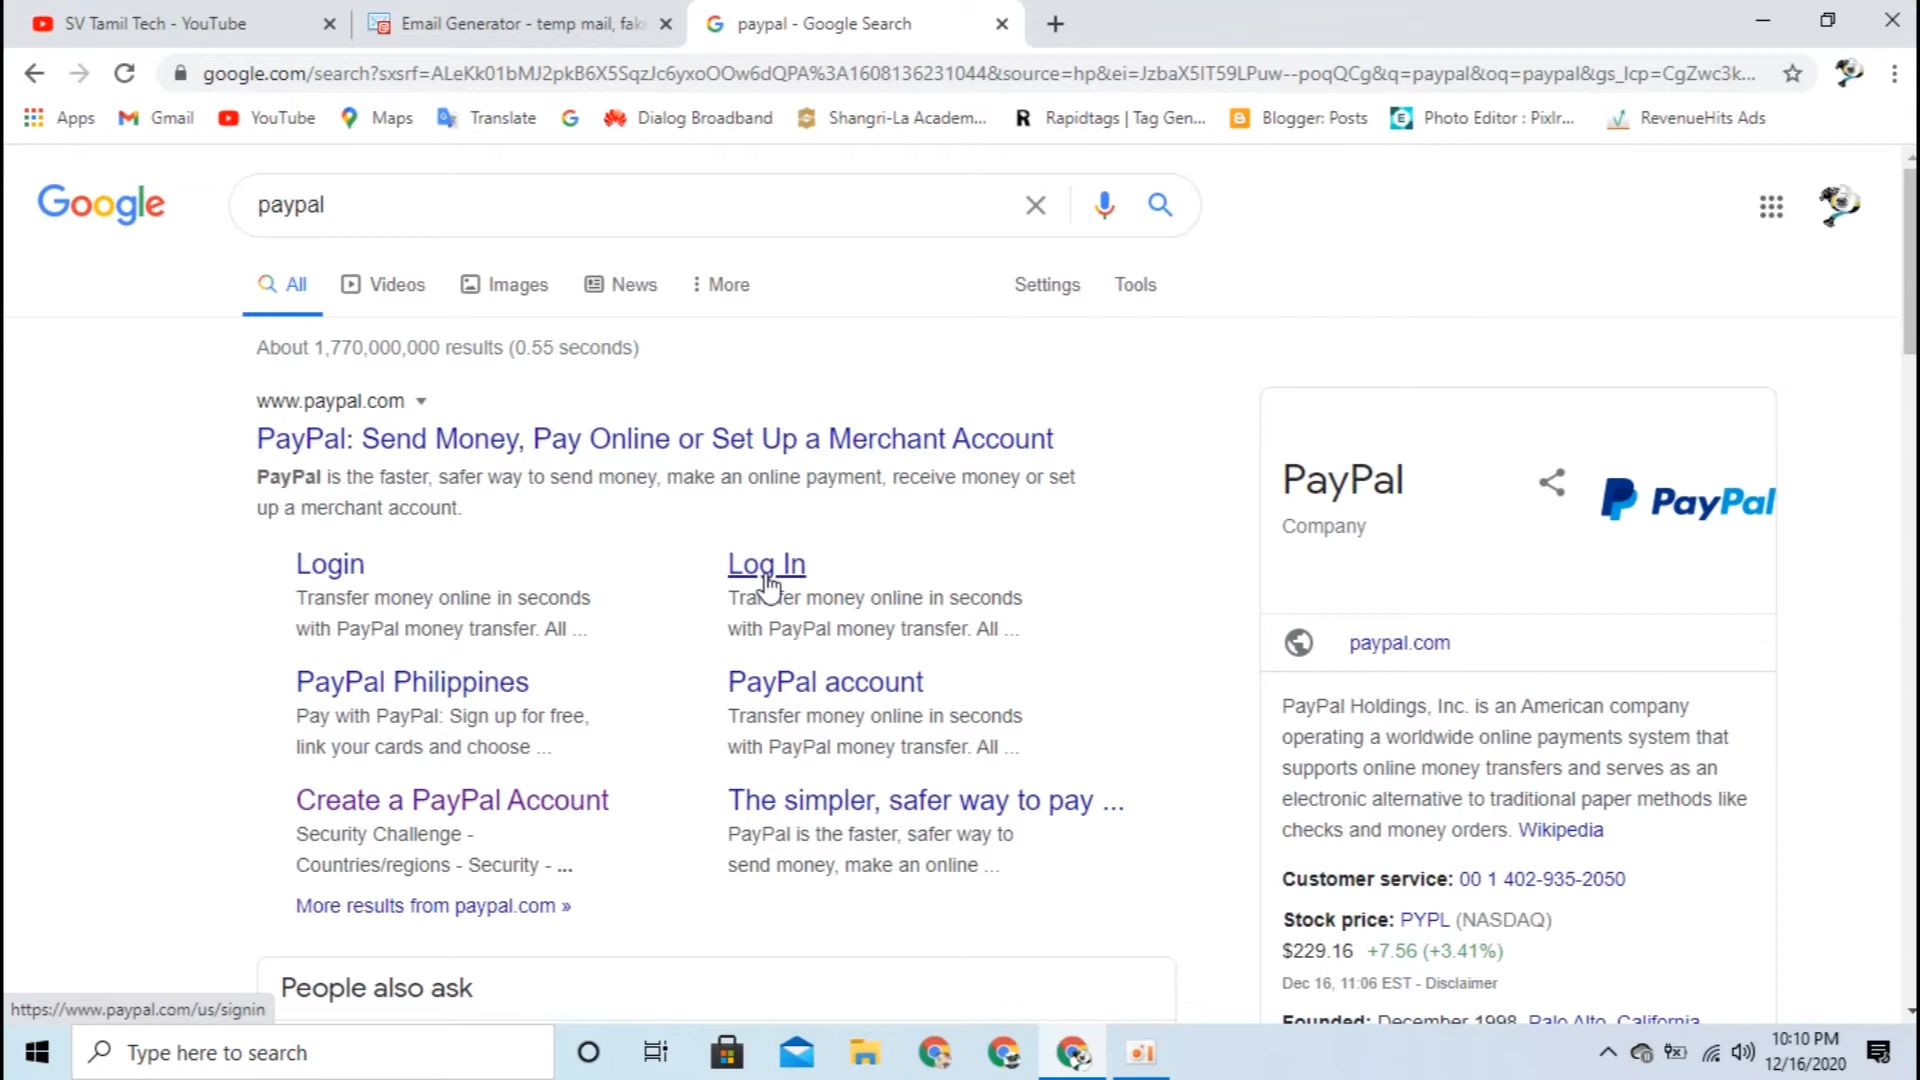 SV Tamil Tech - YouTube
Email Generator - temp mail, fak
paypal - Google Search
google.com/search?sxsrf=ALeKk01bMJ2pkB6X5SqzJc6yxoOOw6dQPA%3A1608136231044&source=hp&ei=JzbaX5IT59LPuw--poqQCg&q=paypal&oq=paypal&gs_lcp=CgZwc3k...
Apps
Gmail
YouTube
Maps
Translate
Dialog Broadband
Shangri-La Academ...
Rapidtags | Tag Gen...
Blogger: Posts
Photo Editor : Pixlr...
RevenueHits Ads
Google
paypal
All
Videos
Images
News
More
Settings
Tools
About 1,770,000,000 results (0.55 seconds)
www.paypal.com
PayPal: Send Money, Pay Online or Set Up a Merchant Account
PayPal is the faster, safer way to send money, make an online payment, receive money or set
up a merchant account.
Login
Transfer money online in seconds
with PayPal money transfer. All ...
Log In
Transfer money online in seconds
with PayPal money transfer. All ...
PayPal Philippines
Pay with PayPal: Sign up for free,
link your cards and choose ...
PayPal account
Transfer money online in seconds
with PayPal money transfer. All ...
Create a PayPal Account
Security Challenge -
Countries/regions - Security - ...
The simpler, safer way to pay ...
PayPal is the faster, safer way to
send money, make an online ...
More results from paypal.com »
People also ask
PayPal
Company
PayPal
paypal.com
PayPal Holdings, Inc. is an American company
operating a worldwide online payments system that
supports online money transfers and serves as an
electronic alternative to traditional paper methods like
checks and money orders. Wikipedia
Customer service: 00 1 402-935-2050
Stock price: PYPL (NASDAQ)
$229.16 +7.56 (+3.41%)
Dec 16, 11:06 EST - Disclaimer
Founded: December 1998, Palo Alto, California
https://www.paypal.com/us/signin
Type here to search
10:10 PM
12/16/2020